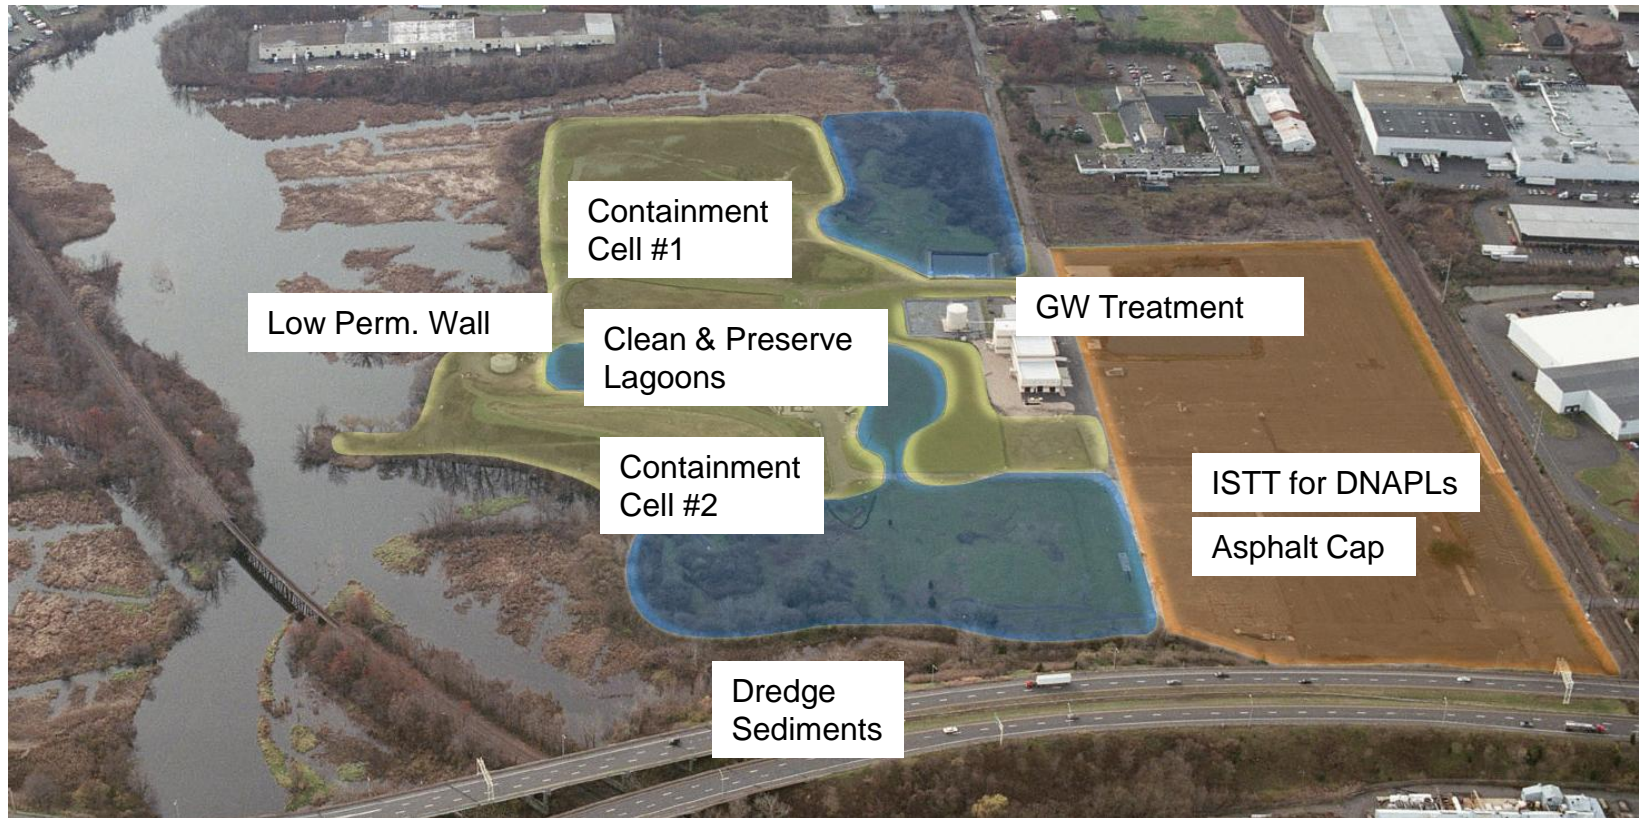 Containment
Cell #1
Low Perm. Wall
GW Treatment
Clean & Preserve
Lagoons
Containment
Cell #2
ISTT for DNAPLs
Asphalt Cap
Dredge
Sediments